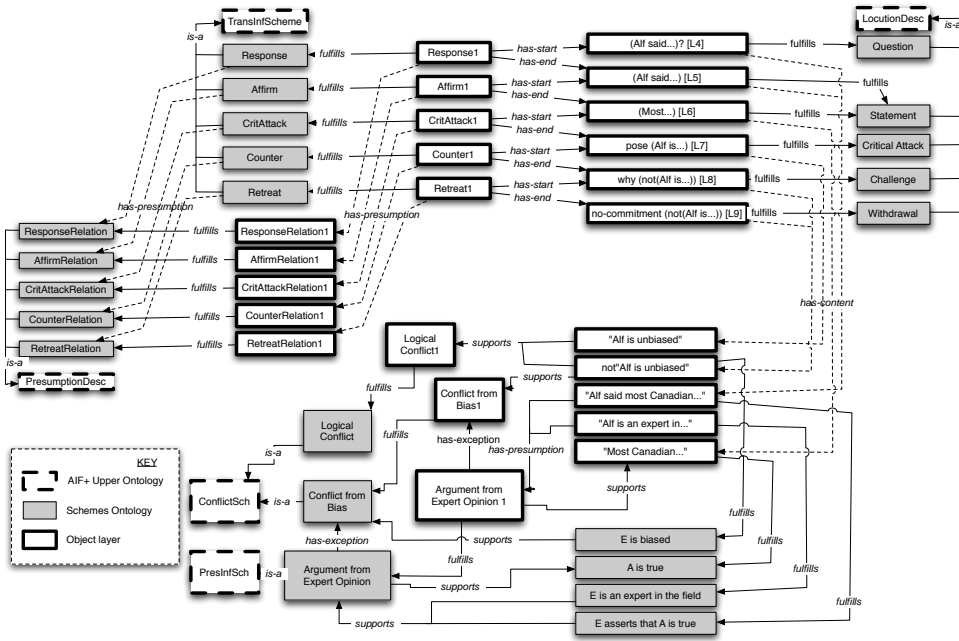 TransInfScheme
LocutionDesc
is-a
is-a
Response
fulfills
Response1
has-start
(Alf said...)? [L4]
fulfills
Question
has-end
Affirm
fulfills
Affirm1
has-start
(Alf said...) [L5]
fulfills
has-end
CritAttack
fulfills
CritAttack1
has-start
(Most...) [L6]
Statement
has-end
Counter
fulfills
Counter1
has-start
pose (Alf is...) [L7]
fulfills
Critical Attack
has-end
Retreat
fulfills
Retreat1
has-start
why (not(Alf is...)) [L8]
fulfills
Challenge
has-end
has-presumption
has-presumption
no-commitment (not(Alf is...)) [L9]
fulfills
Withdrawal
ResponseRelation
fulfills
ResponseRelation1
AffirmRelation
fulfills
AffirmRelation1
CritAttackRelation
fulfills
CritAttackRelation1
has-content
CounterRelation
fulfills
CounterRelation1
RetreatRelation
fulfills
RetreatRelation1
is-a
PresumptionDesc
Logical
Conflict1
supports
"Alf is unbiased"
not"Alf is unbiased"
supports
fulfills
Conflict from
Bias1
"Alf said most Canadian..."
"Alf is an expert in..."
"Most Canadian..."
Logical
Conflict
fulfills
has-exception
has-presumption
is-a
KEY
AIF+ Upper Ontology
Schemes Ontology
Object layer
ConflictSch
is-a
Conflict from
Bias
Argument from
Expert Opinion 1
supports
fulfills
has-exception
supports
E is biased
fulfills
PresInfSch
is-a
Argument from
Expert Opinion
fulfills
supports
A is true
fulfills
E is an expert in the field
fulfills
supports
E asserts that A is true